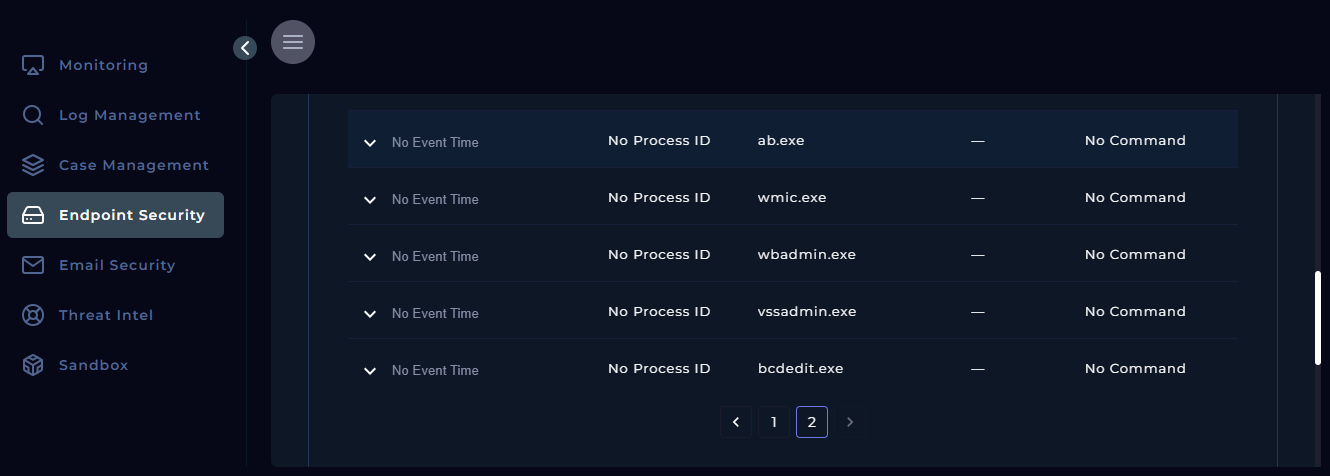 Monitoring
Log Management
Case Management
Endpoint Security
Email Security
Threat Intel
Sandbox
No Event Time No Process ID ab.exe — No Command
No Event Time No Process ID wmic.exe — No Command
No Event Time No Process ID wbadmin.exe — No Command
No Event Time No Process ID vssadmin.exe — No Command
No Event Time No Process ID bcdedit.exe — No Command
1 2